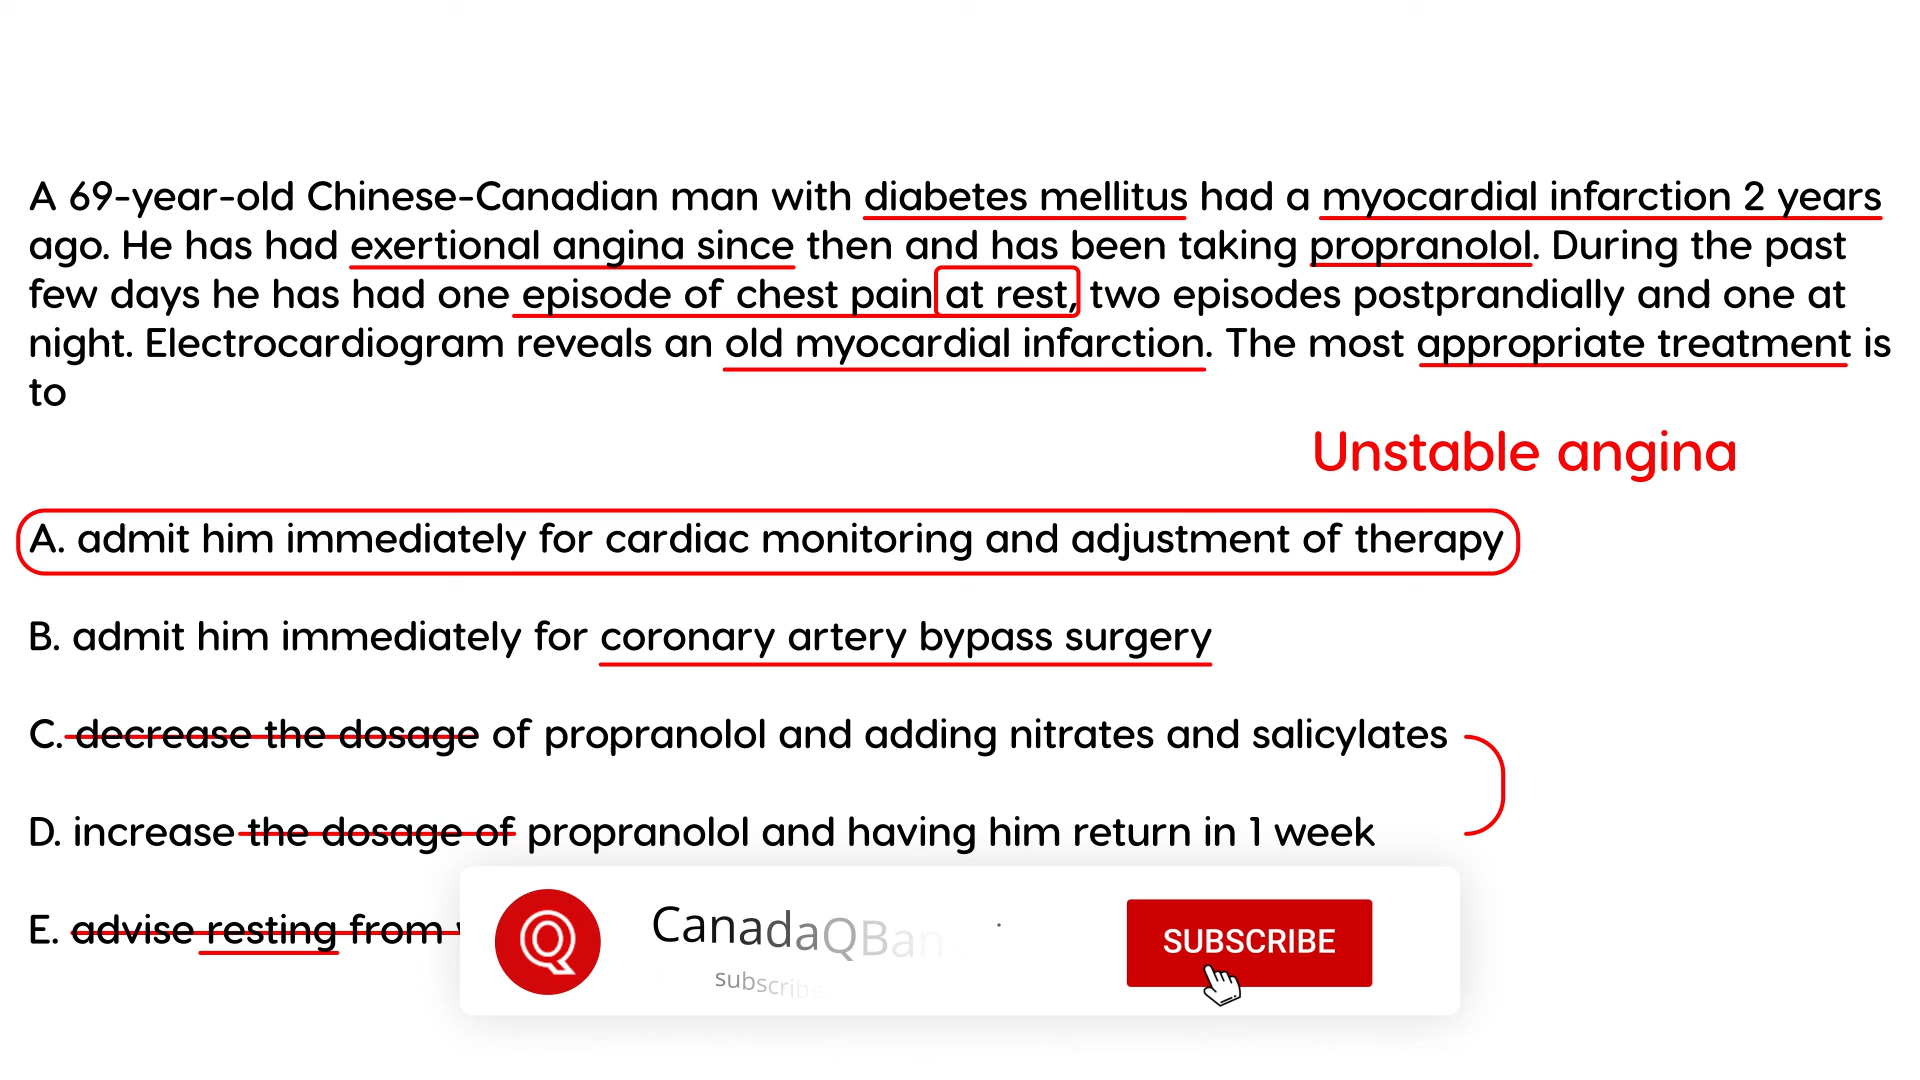 A 69-year-old Chinese-Canadian man with diabetes mellitus had a myocardial infarction 2 years
ago. He has had exertional angina since then and has been taking propranolol. During the past
few days he has had one episode of chest pain at rest, two episodes postprandially and one at
night. Electrocardiogram reveals an old myocardial infarction. The most appropriate treatment is
to
Unstable angina
A. admit him immediately for cardiac monitoring and adjustment of therapy
B. admit him immediately for coronary artery bypass surgery
C. decrease the dosage of propranolol and adding nitrates and salicylates
D. increase the dosage of propranolol and having him return in 1 week
E. advise resting from
CanadaQBan
subscribe
SUBSCRIBE